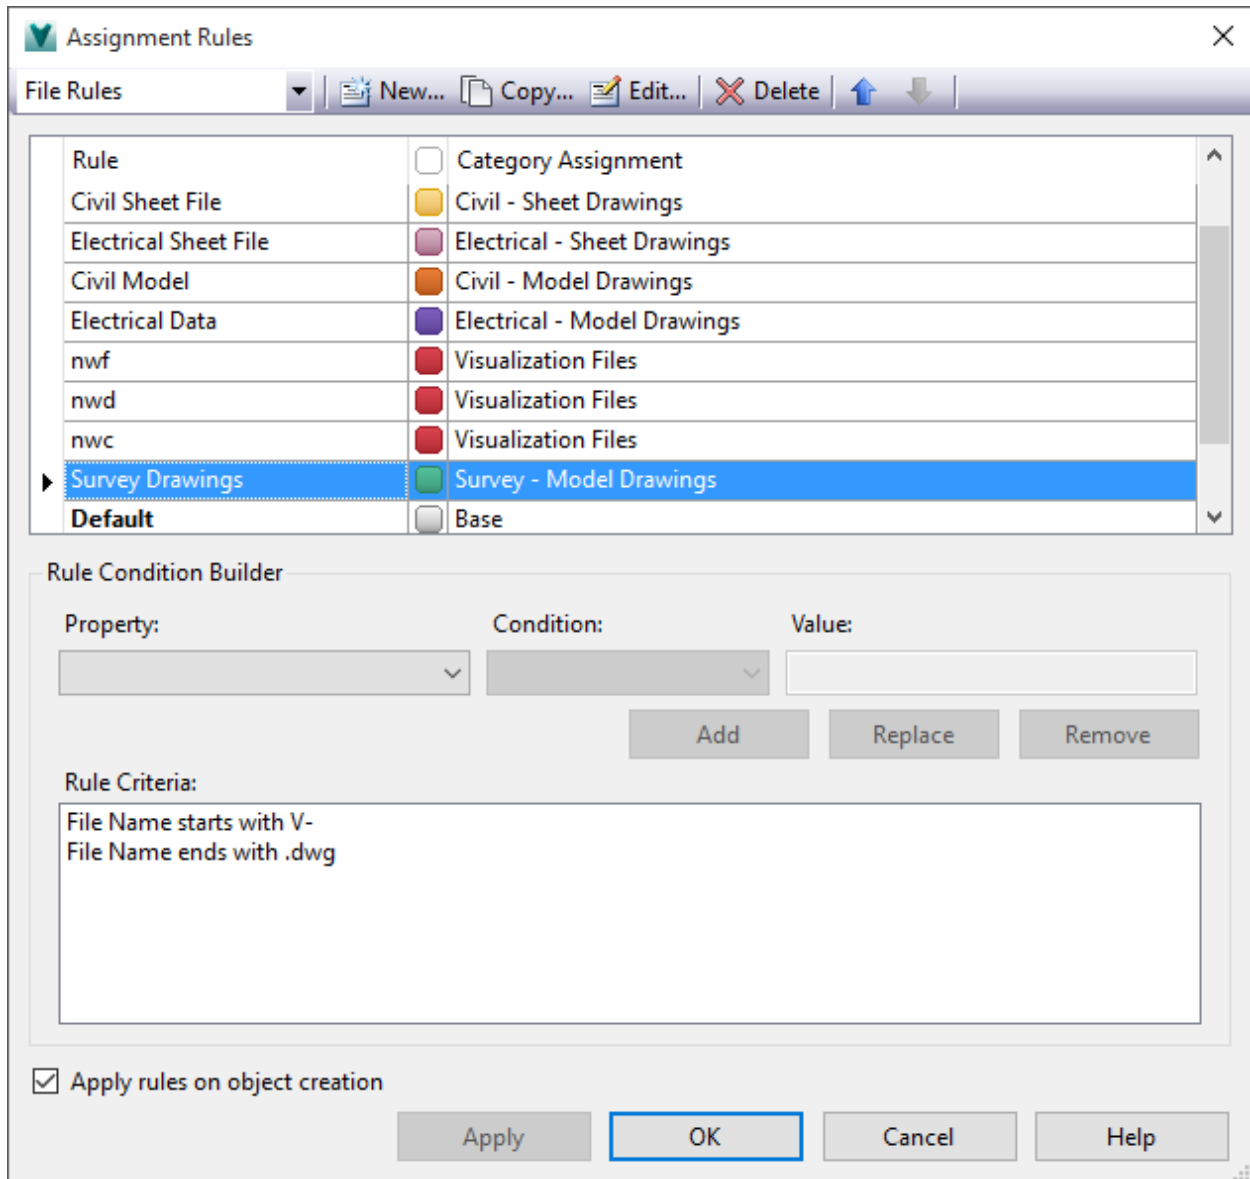 Assignment Rules
File Rules New... Copy... Edit... Delete
Rule Category Assignment
Civil Sheet File Civil - Sheet Drawings
Electrical Sheet File Electrical - Sheet Drawings
Civil Model Civil - Model Drawings
Electrical Data Electrical - Model Drawings
nwf Visualization Files
nwd Visualization Files
nwc Visualization Files
Survey Drawings Survey - Model Drawings
Default Base
Rule Condition Builder
Property: Condition: Value:
Add Replace Remove
Rule Criteria:
File Name starts with V-
File Name ends with .dwg
Apply rules on object creation
Apply OK Cancel Help